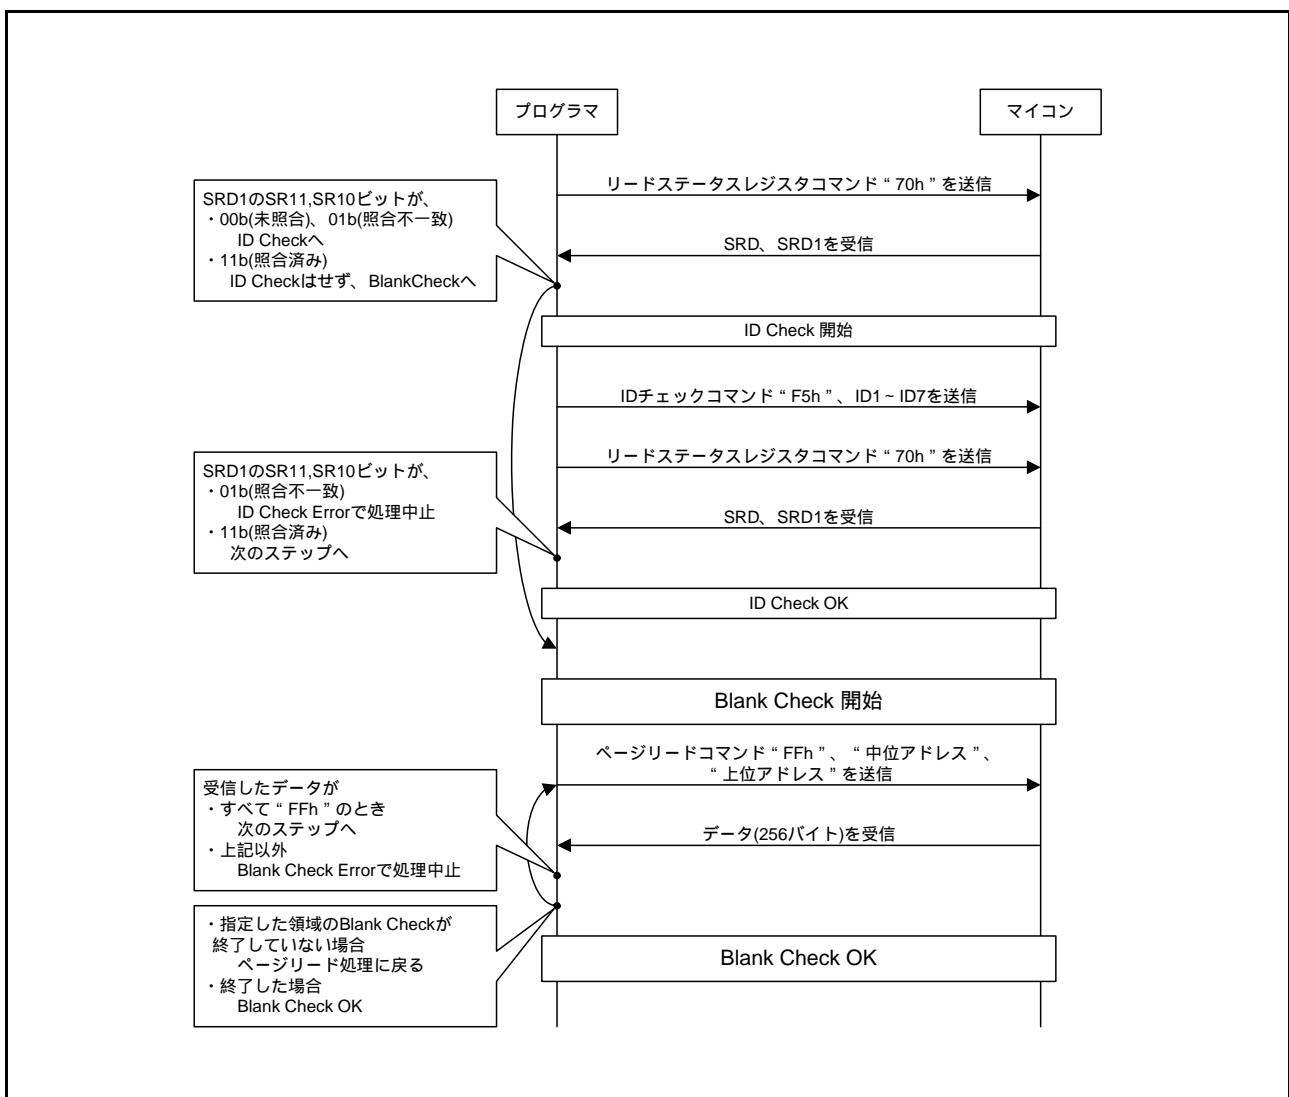 プログラマ
マイコン
リードステータスレジスタコマンド“70h”を送信
SRD1のSR11,SR10ビットが、
・00b(未照合)、01b(照合不一致)
ID Checkへ
・11b(照合済み)
ID Checkはせず、BlankCheckへ
SRD、SRD1を受信
ID Check 開始
IDチェックコマンド“F5h”、ID1~ID7を送信
リードステータスレジスタコマンド“70h”を送信
SRD1のSR11,SR10ビットが、
・01b(照合不一致)
ID Check Errorで処理中止
・11b(照合済み)
次のステップへ
SRD、SRD1を受信
ID Check OK
Blank Check 開始
ページリードコマンド“FFh”、“中位アドレス”、
“上位アドレス”を送信
受信したデータが
・すべて“FFh”のとき
次のステップへ
・上記以外
Blank Check Errorで処理中止
データ(256バイト)を受信
・指定した領域のBlank Checkが
終了していない場合
ページリード処理に戻る
・終了した場合
Blank Check OK
Blank Check OK